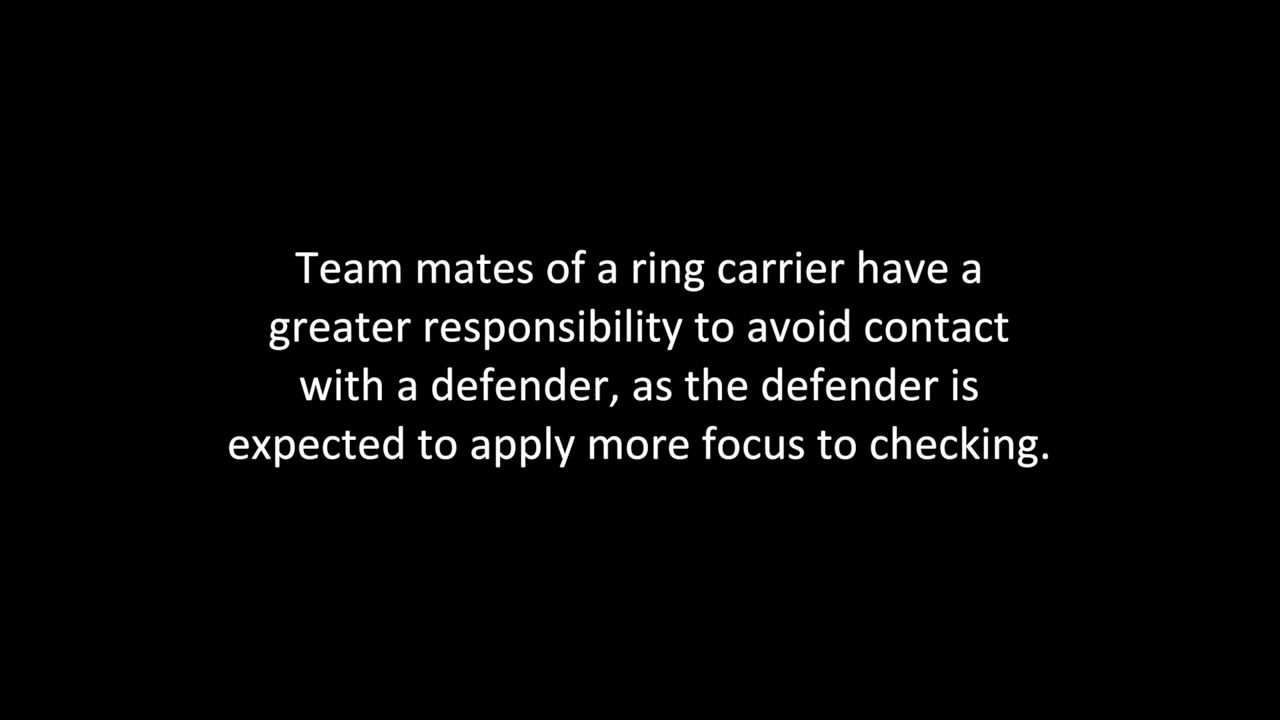 Team mates of a ring carrier have a
greater responsibility to avoid contact
with a defender, as the defender is
expected to apply more focus to checking.